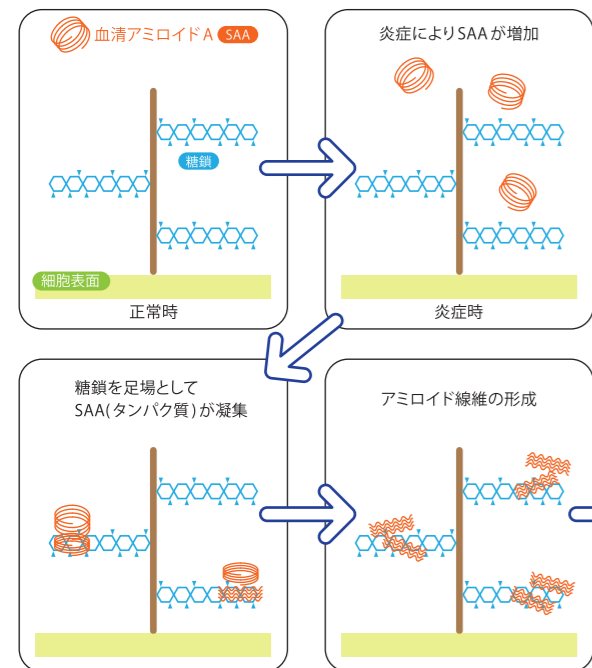 血清アミロイドA SAA
糖鎖
細胞表面
正常時
炎症によりSAAが増加
炎症時
糖鎖を足場として
SAA(タンパク質)が凝集
アミロイド線維の形成